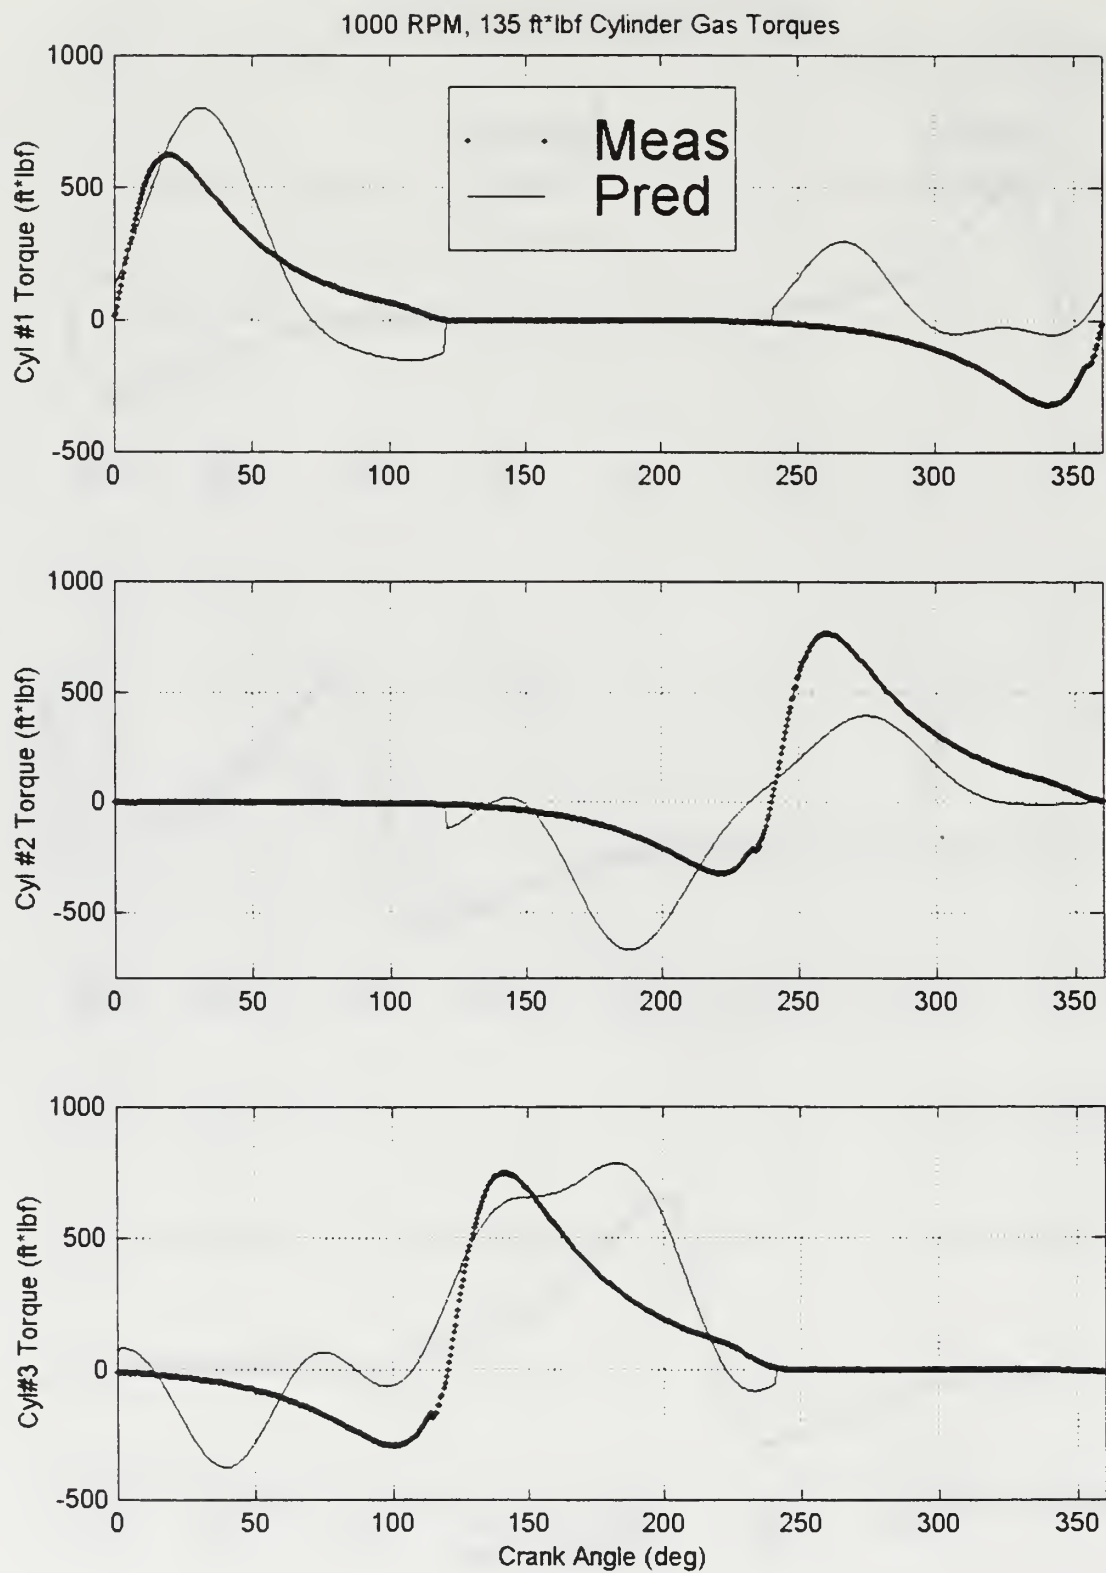 1000 RPM, 135 ft*lbf Cylinder Gas Torques
1000
500
0
-500
Cyl #1 Torque (ft*lbf)
Meas
Pred
0 50 100 150 200 250 300 350
1000
500
0
-500
Cyl #2 Torque (ft*lbf)
0 50 100 150 200 250 300 350
1000
500
0
-500
Cyl#3 Torque (ft*lbf)
0 50 100 150 200 250 300 350
Crank Angle (deg)